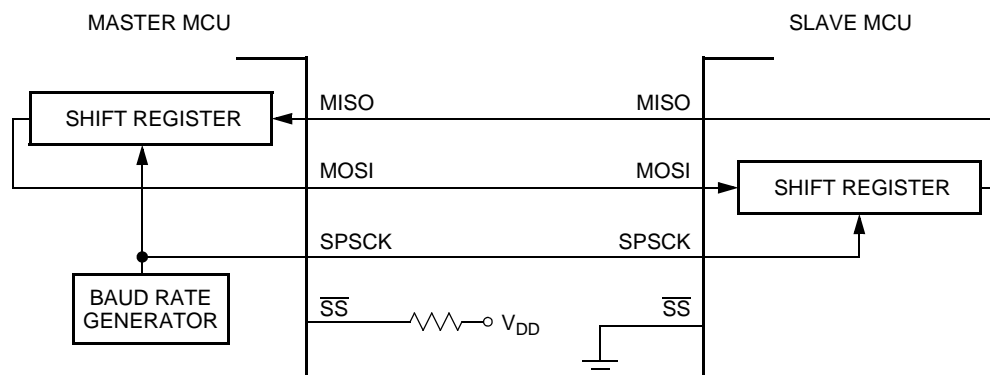 MASTER MCU
SLAVE MCU
MISO
MISO
SHIFT REGISTER
MOSI
MOSI
SHIFT REGISTER
SPSCK
SPSCK
BAUD RATE
GENERATOR
SS
VDD
SS